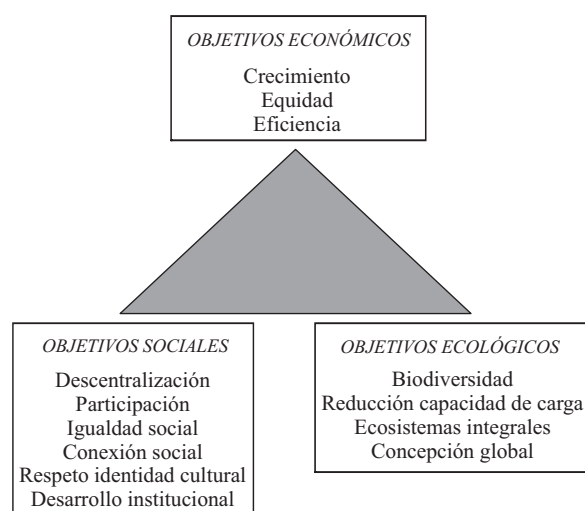 OBJETIVOS ECONÓMICOS
Crecimiento
Equidad
Eficiencia
OBJETIVOS SOCIALES
Descentralización
Participación
Igualdad social
Conexión social
Respeto identidad cultural
Desarrollo institucional
OBJETIVOS ECOLÓGICOS
Biodiversidad
Reducción capacidad de carga
Ecosistemas integrales
Concepción global